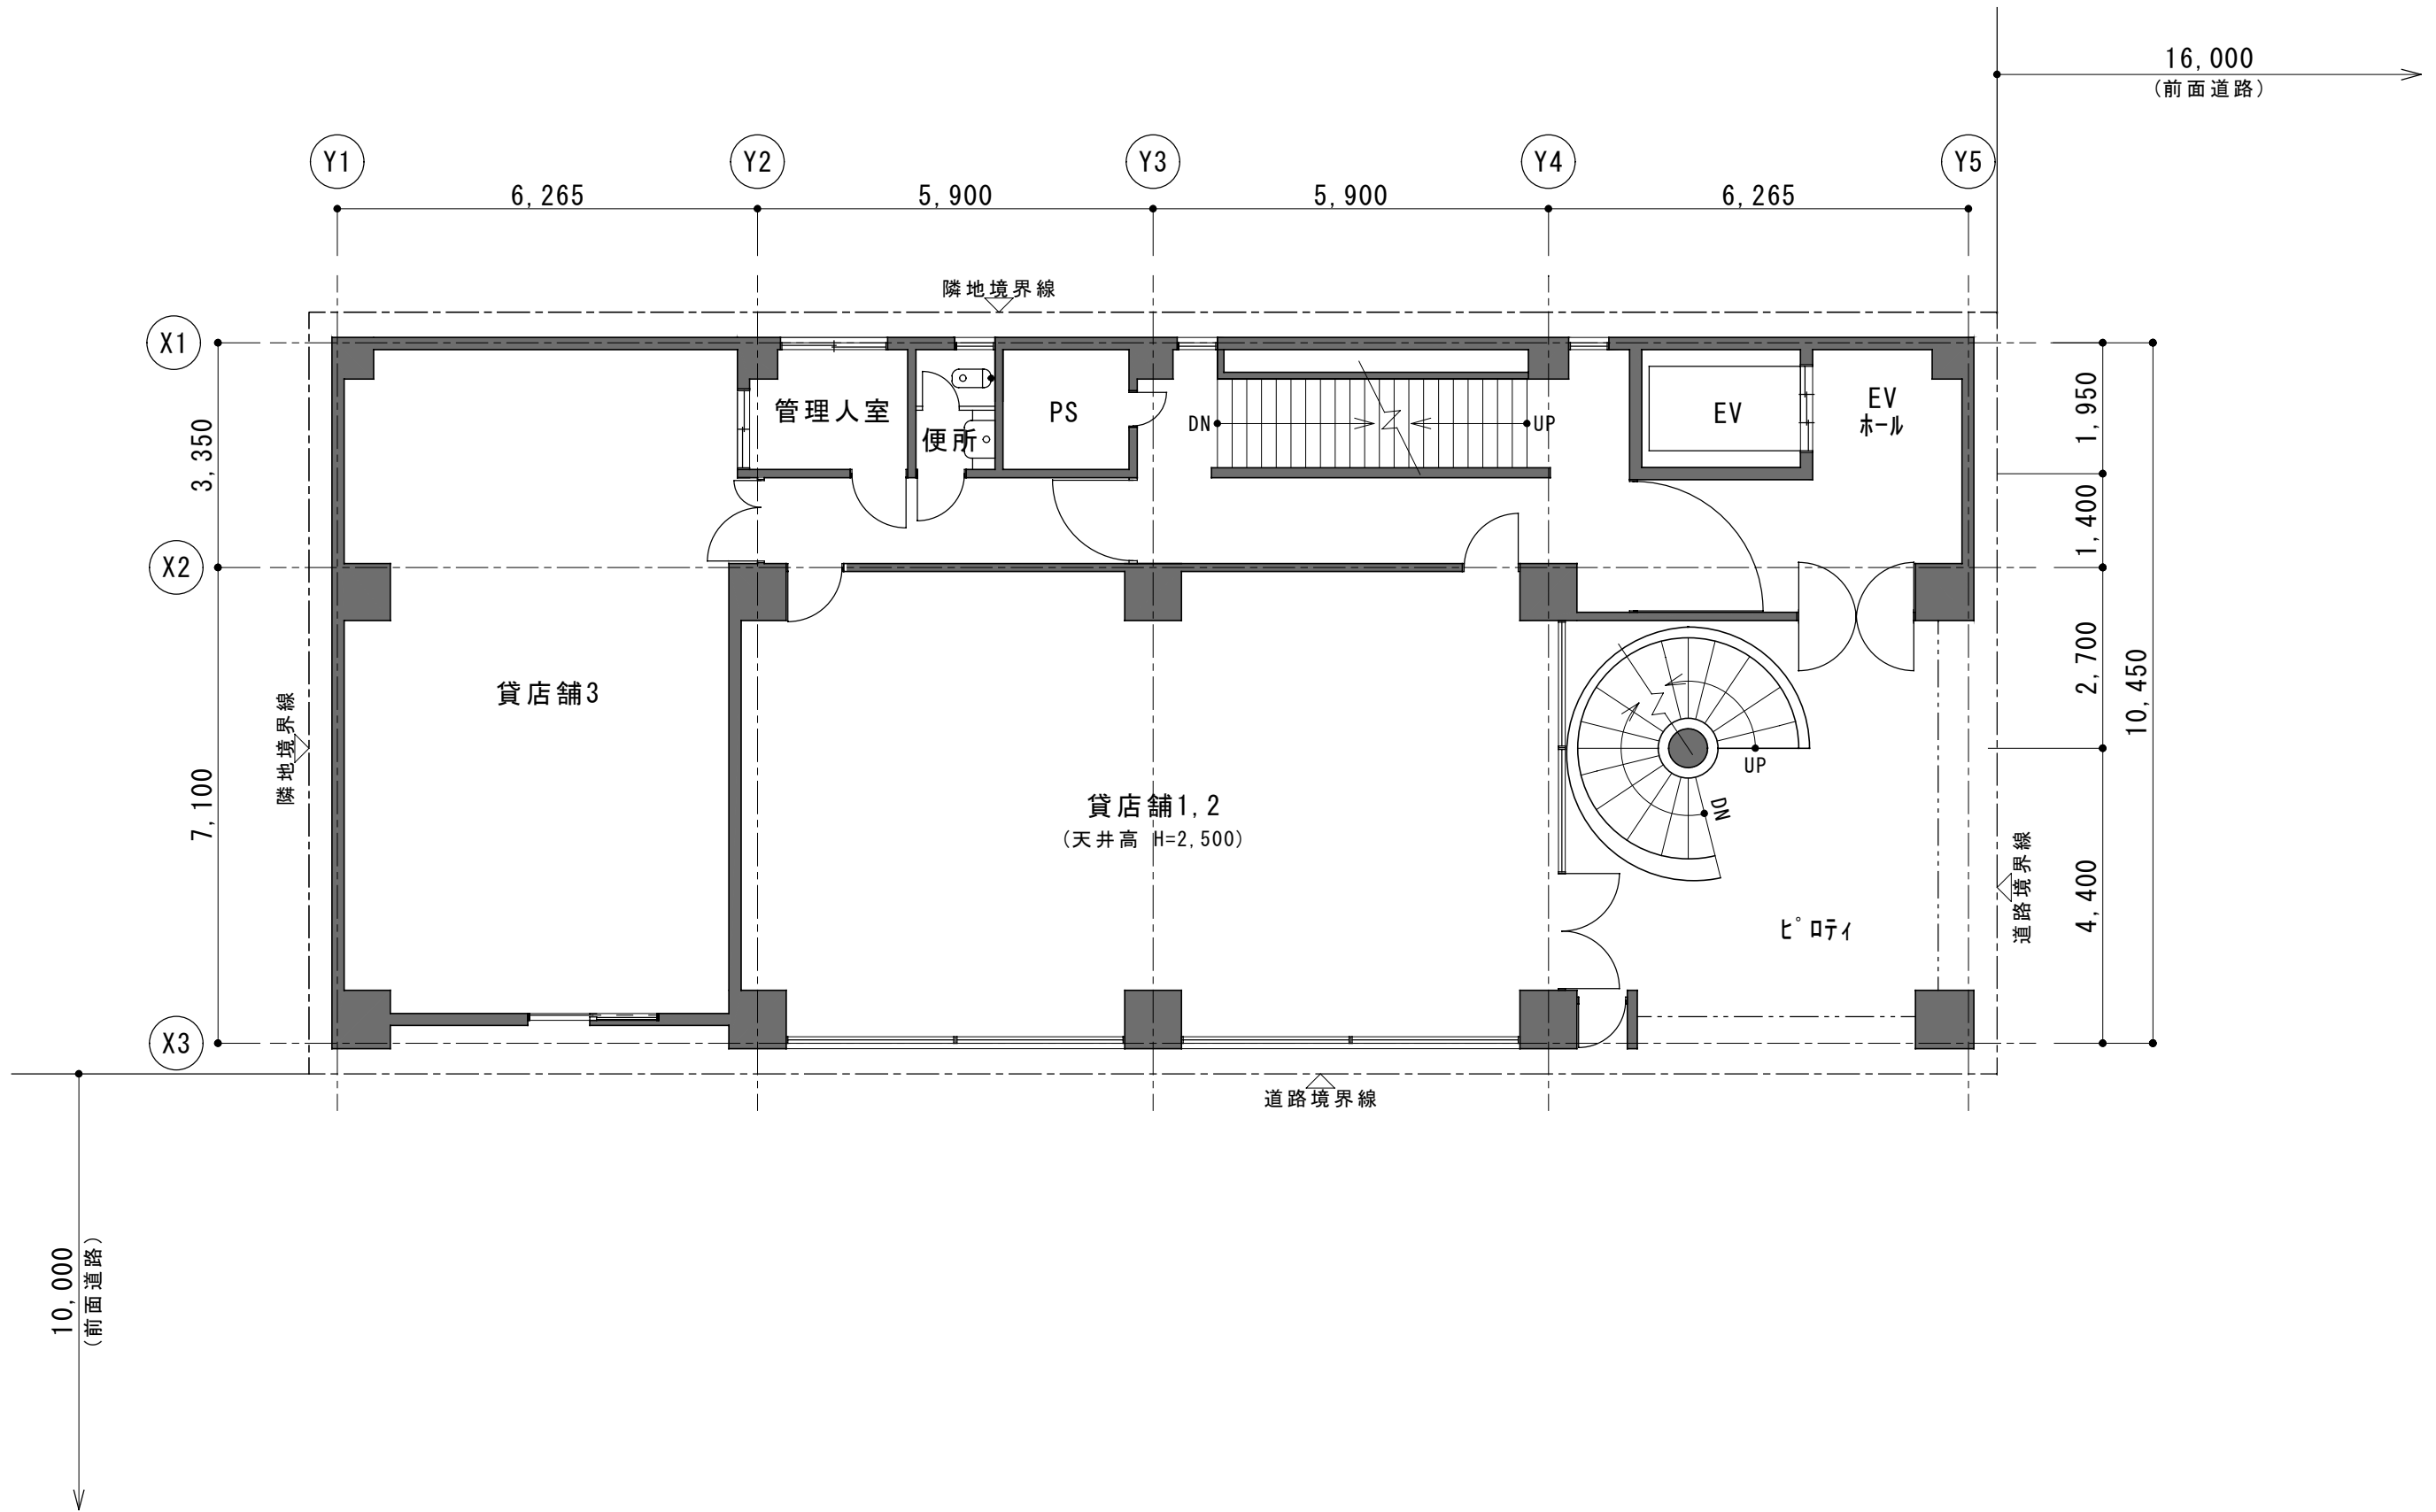 16,000
(前面道路)
Y1
Y2
Y3
Y4
Y5
6,265
5,900
5,900
6,265
隣地境界線
X1
X2
X3
3,350
7,100
管理人室
便所
PS
DN
UP
EV
EV
ﾎｰﾙ
1,950
1,400
2,700
4,400
10,450
隣地境界線
貸店舗3
貸店舗1,2
(天井高 H=2,500)
UP
DN
ﾋﾟﾛﾃｨ
道路境界線
道路境界線
10,000
(前面道路)